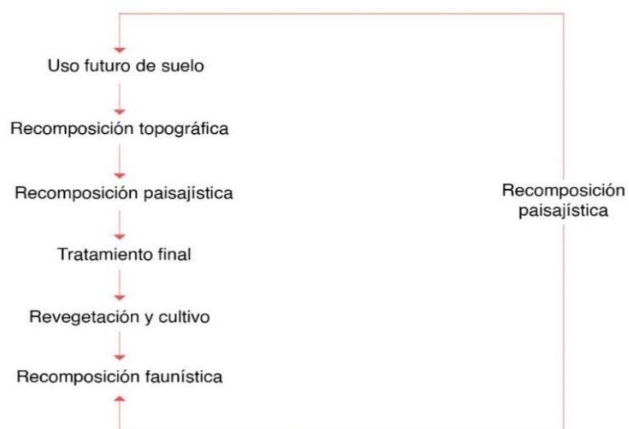 Uso futuro de suelo
Recomposición topográfica
Recomposición paisajística
Tratamiento final
Revegetación y cultivo
Recomposición faunística
Recomposición
paisajística